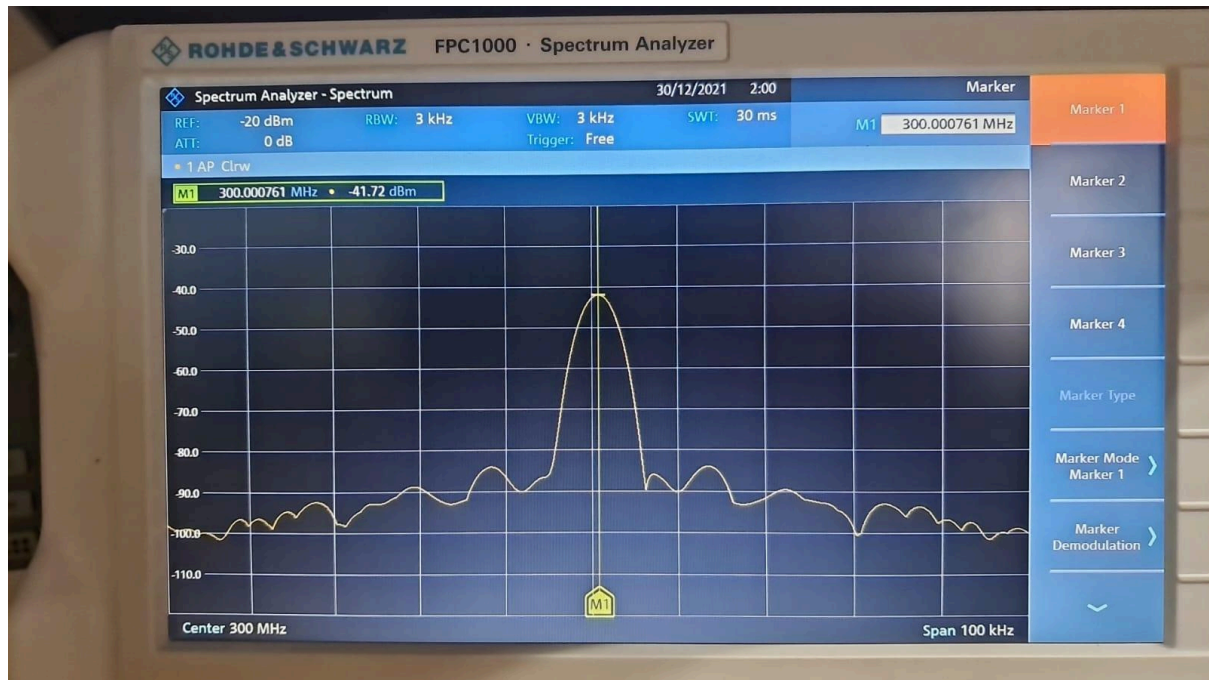 ROHDE & SCHWARZ FPC1000 · Spectrum Analyzer
Spectrum Analyzer - Spectrum 30/12/2021 2:00 Marker
REF: -20 dBm RBW: 3 kHz VBW: 3 kHz SWT: 30 ms M1 300.000761 MHz
ATT: 0 dB Trigger: Free
1 AP Clrw
M1 300.000761 MHz • -41.72 dBm
-30.0
-40.0
-50.0
-60.0
-70.0
-80.0
-90.0
-100.0
-110.0
M1
Center 300 MHz Span 100 kHz
Marker 1
Marker 2
Marker 3
Marker 4
Marker Type
Marker Mode
Marker 1
Marker
Demodulation